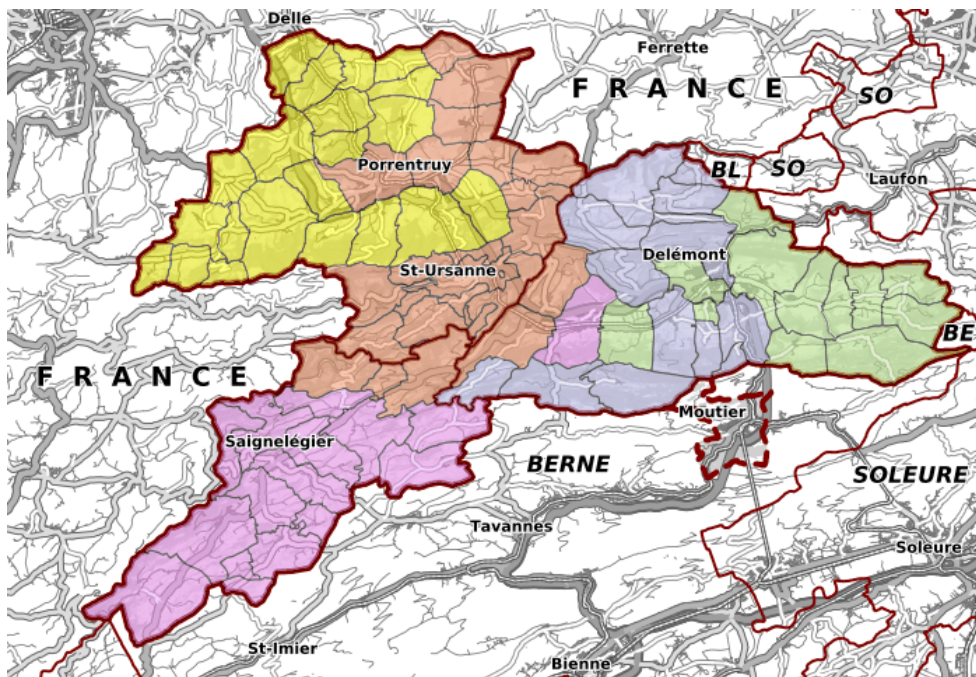 Delle
Ferrette
FRANCE
SO
Porrentruy
BL
SO
Laufon
Delémont
St-Ursanne
BE
FRANCE
Moutier
Saignelégier
BERNE
SOLEURE
Tavannes
Soleure
St-Imier
Bienne